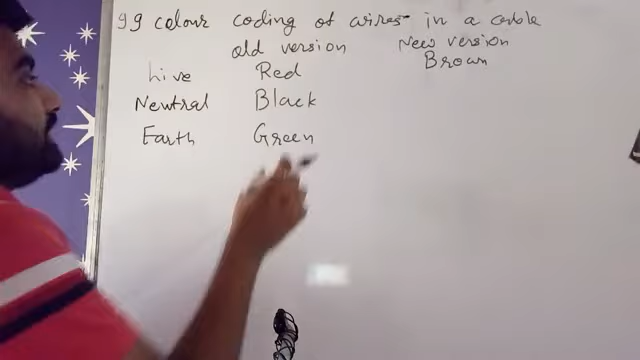 99 colour coding of wires in a cable
old version New version
Live Red Brown
Neutral Black
Earth Green